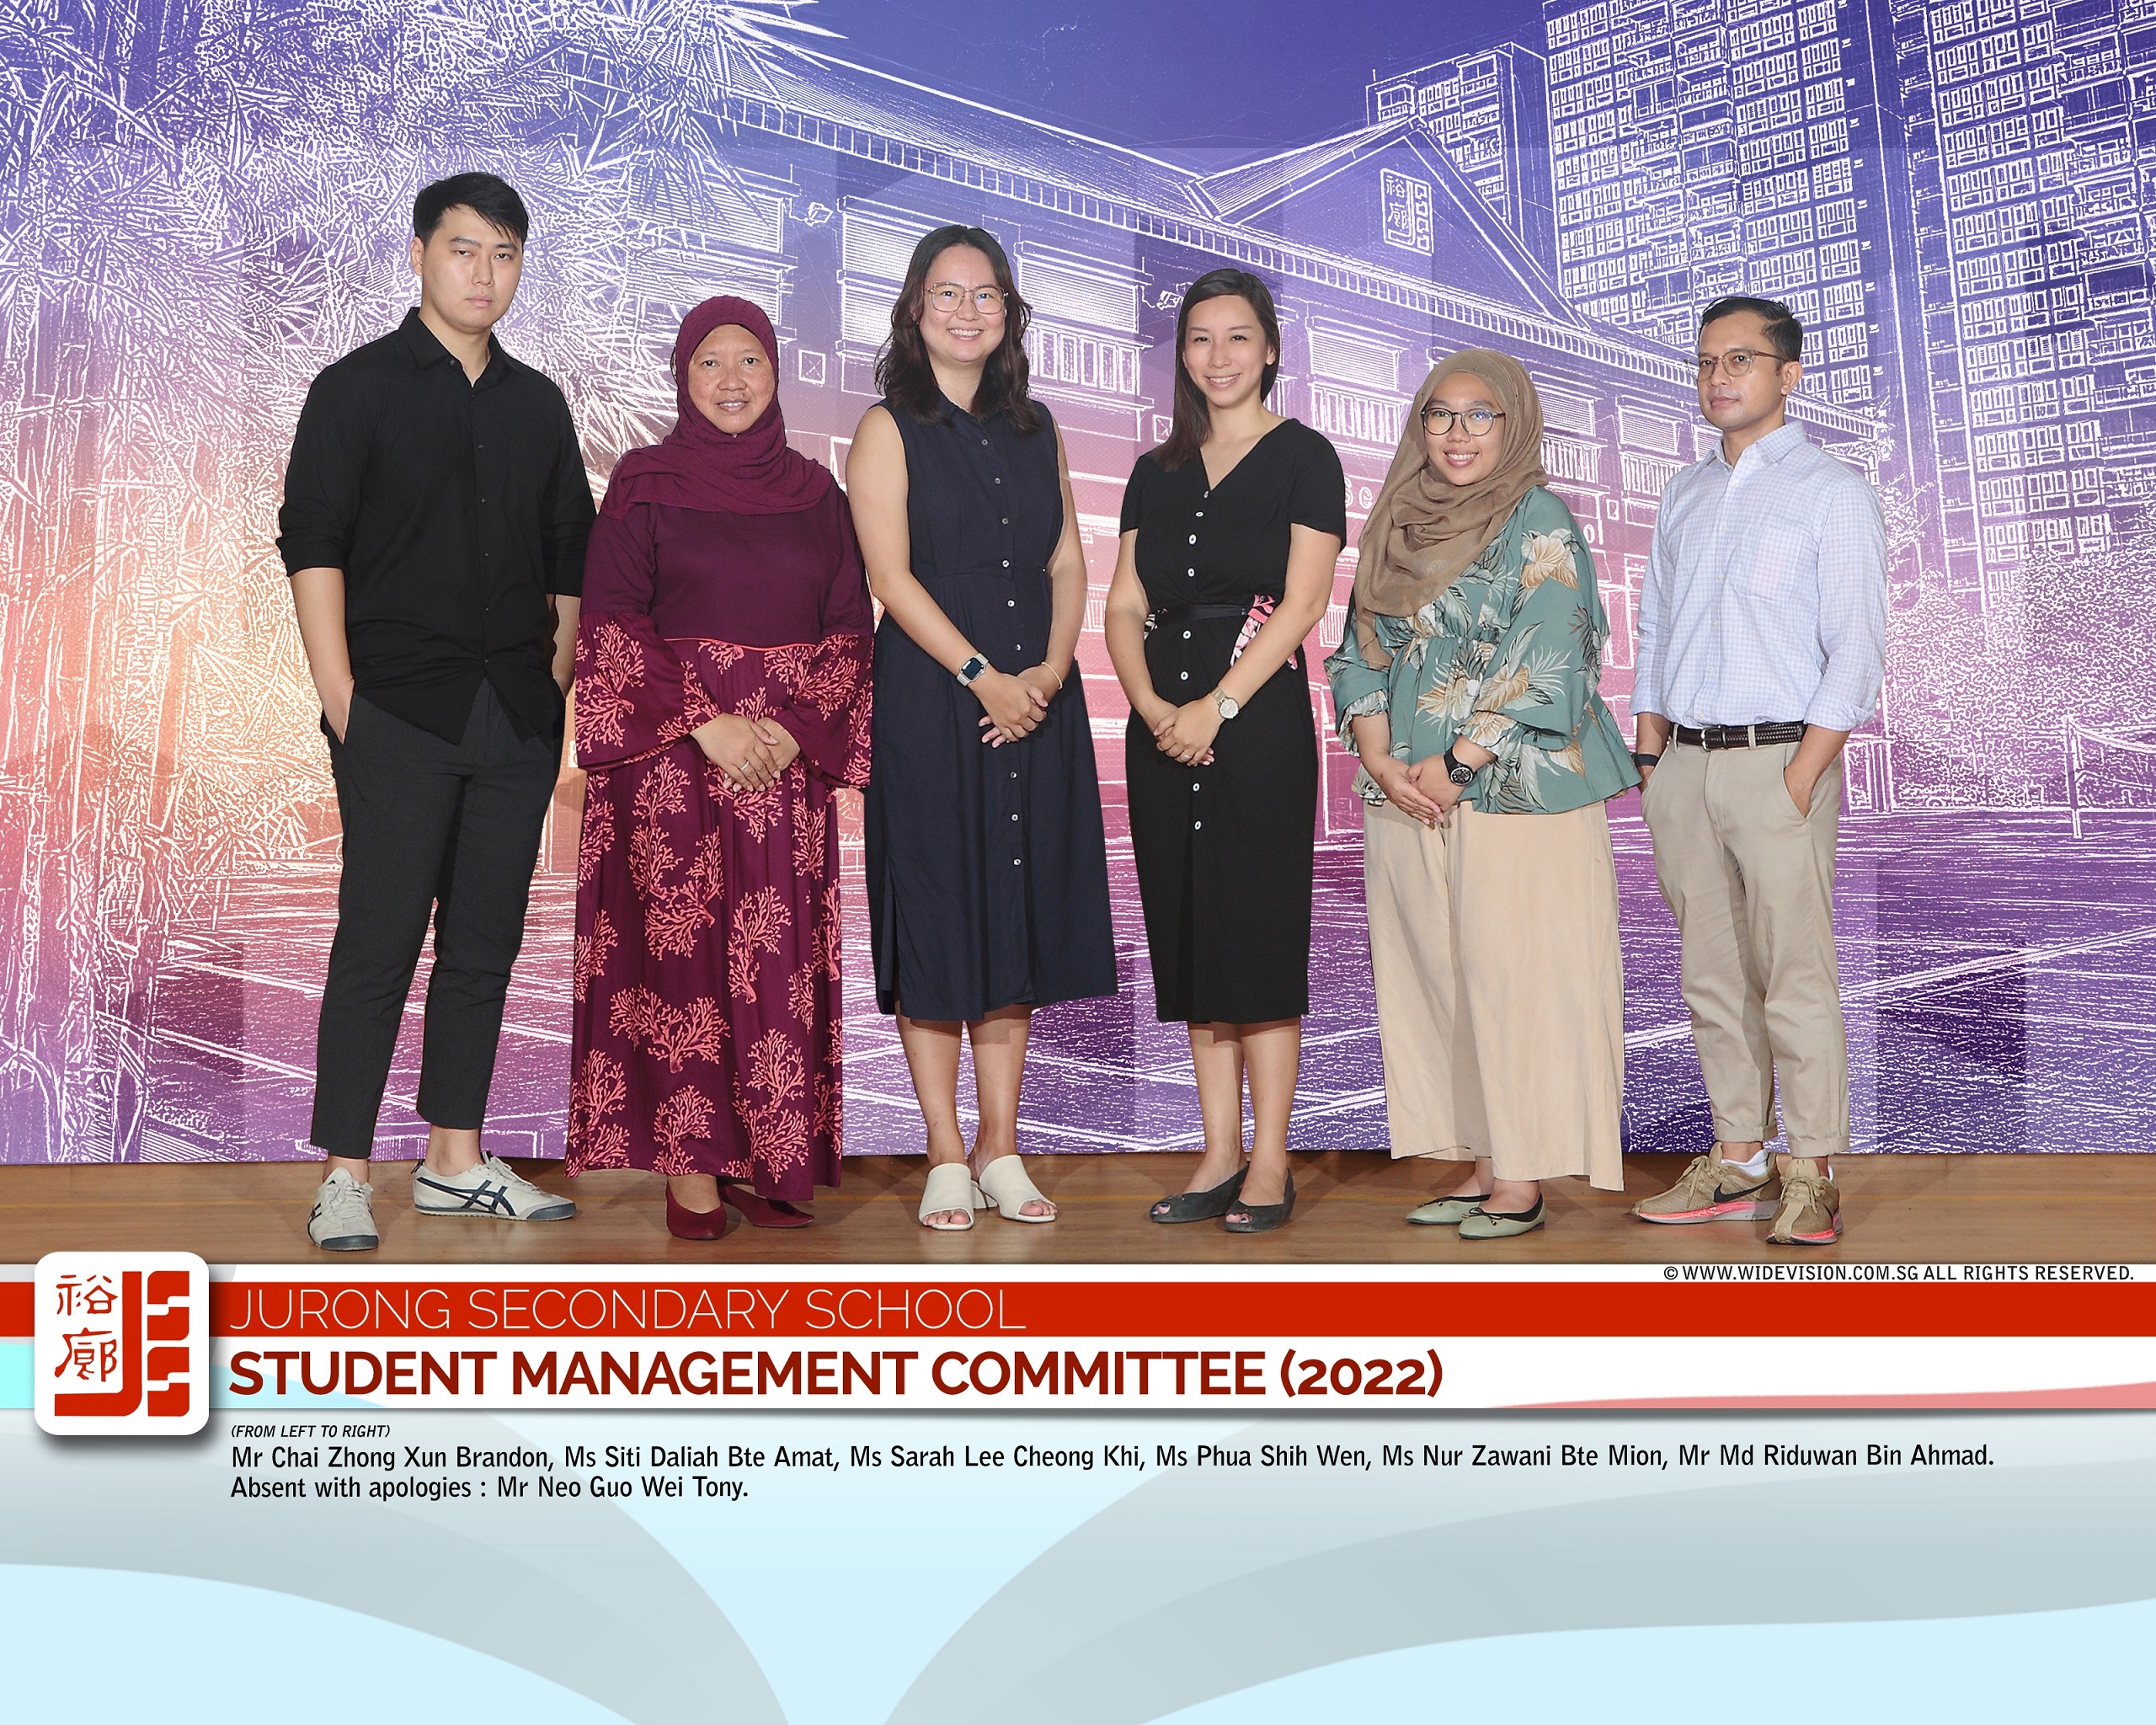 裕廊
© WWW.WIDEVISION.COM.SG ALL RIGHTS RESERVED.
裕
廊
JSS
JURONG SECONDARY SCHOOL
STUDENT MANAGEMENT COMMITTEE (2022)
(FROM LEFT TO RIGHT)
Mr Chai Zhong Xun Brandon, Ms Siti Daliah Bte Amat, Ms Sarah Lee Cheong Khi, Ms Phua Shih Wen, Ms Nur Zawani Bte Mion, Mr Md Riduwan Bin Ahmad.
Absent with apologies : Mr Neo Guo Wei Tony.